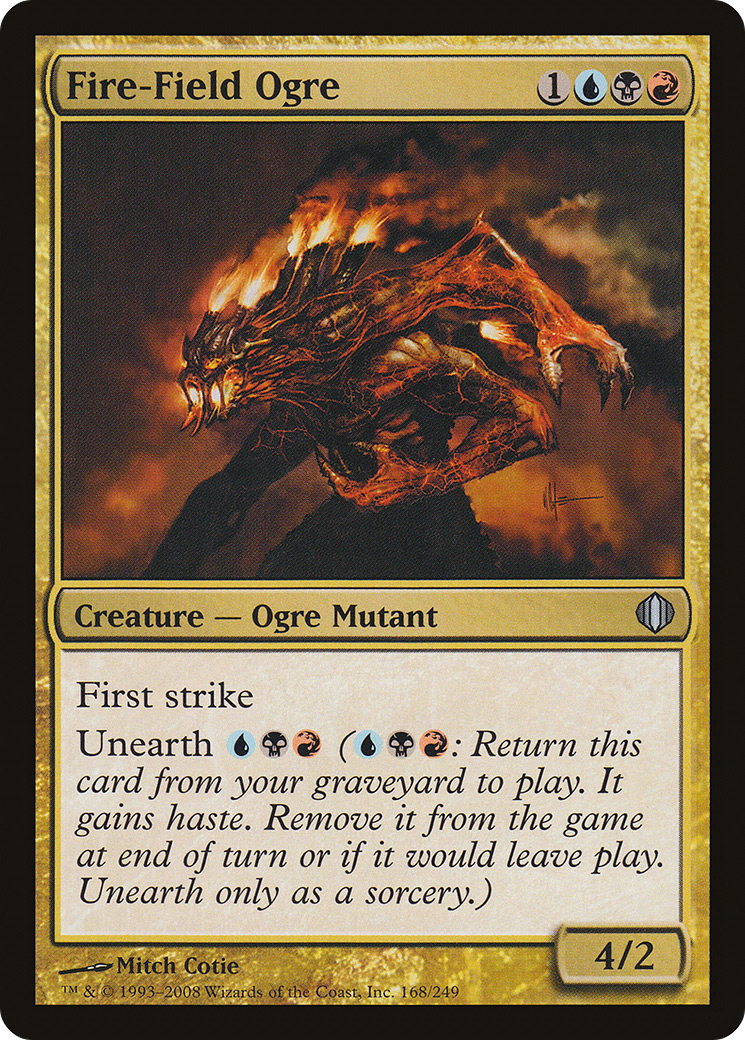 Fire-Field Ogre 1
Creature — Ogre Mutant
First strike
Unearth (: Return this
card from your graveyard to play. It
gains haste. Remove it from the game
at end of turn or if it would leave play.
Unearth only as a sorcery.)
4/2
Mitch Cotie
™ & © 1993–2008 Wizards of the Coast, Inc. 168/249